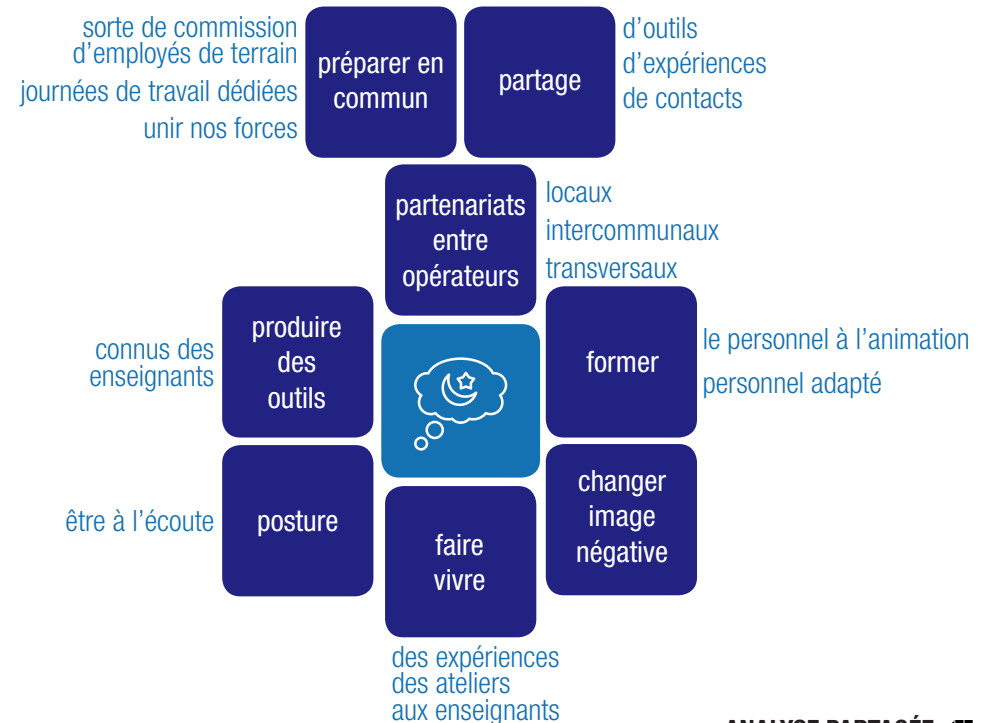 sorte de commission
d'employés de terrain
journées de travail dédiées
unir nos forces
préparer en
commun
partage
d'outils
d'expériences
de contacts
partenariats
entre
opérateurs
locaux
intercommunaux
transversaux
connus des
enseignants
produire
des
outils
former
le personnel à l'animation
personnel adapté
être à l'écoute
posture
faire
vivre
changer
image
négative
des expériences
des ateliers
aux enseignants
ANALYSE PARTAGÉE